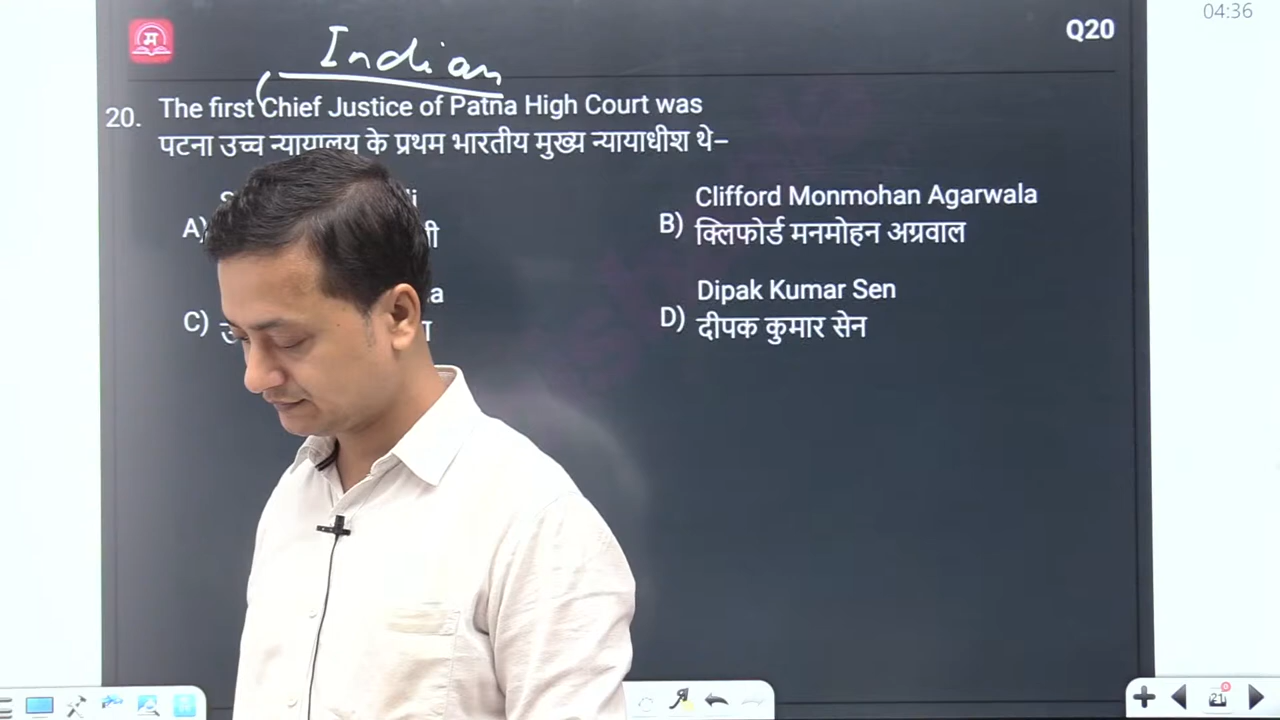 04:36
म
Q20
Indian
20. The first Chief Justice of Patna High Court was
पटना उच्च न्यायालय के प्रथम भारतीय मुख्य न्यायाधीश थे–
A)
B) Clifford Monmohan Agarwala
क्लिफोर्ड मनमोहन अग्रवाल
C)
D) Dipak Kumar Sen
दीपक कुमार सेन
21